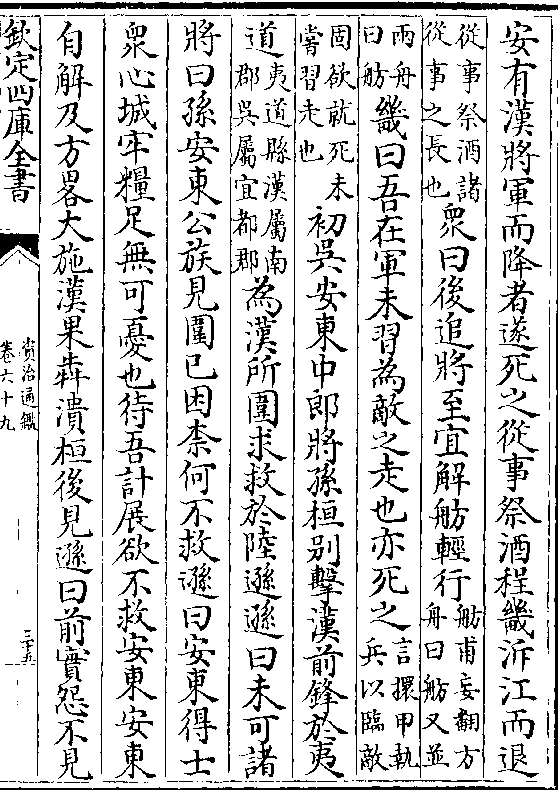 安有漢將軍而降者遂死之從事祭酒程畿泝江而退
從事祭酒諸從事之長也衆曰後追將至宜解舫輕行舫甫妄翻方舟曰舫又並
兩舟曰舫畿曰吾在軍未習為敵之走也亦死之言擐甲執兵以臨敵
固欲就死未嘗習走也初吳安東中郎將孫桓别擊漢前鋒於夷
道夷道縣漢屬南郡吳屬宜都郡為漢所圍求救於陸遜遜曰未可諸
將曰孫安東公族見圍已困柰何不救遜曰安東得士
衆心城牢糧足無可憂也待吾計展欲不救安東安東
自解及方畧大施漢果犇潰桓後見遜曰前實怨不見
欽定四庫全書
資治通鑑
卷六十九
三十五